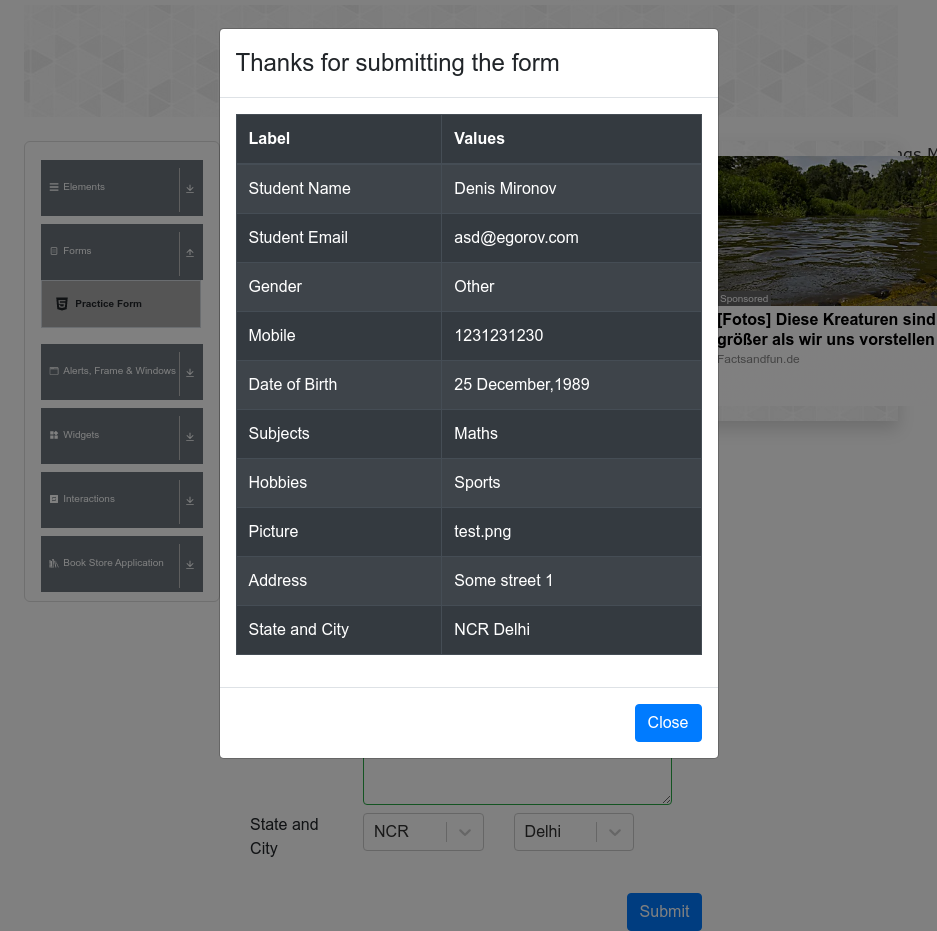 Thanks for submitting the form
Label Values
Student Name Denis Mironov
Student Email asd@egorov.com
Gender Other
Mobile 1231231230
Date of Birth 25 December,1989
Subjects Maths
Hobbies Sports
Picture test.png
Address Some street 1
State and City NCR Delhi
Close
Elements
Forms
Practice Form
Alerts, Frame & Windows
Widgets
Interactions
Book Store Application
Sponsored
[Fotos] Diese Kreaturen sind
größer als wir uns vorstellen
Factsandfun.de
State and
City
NCR
Delhi
Submit